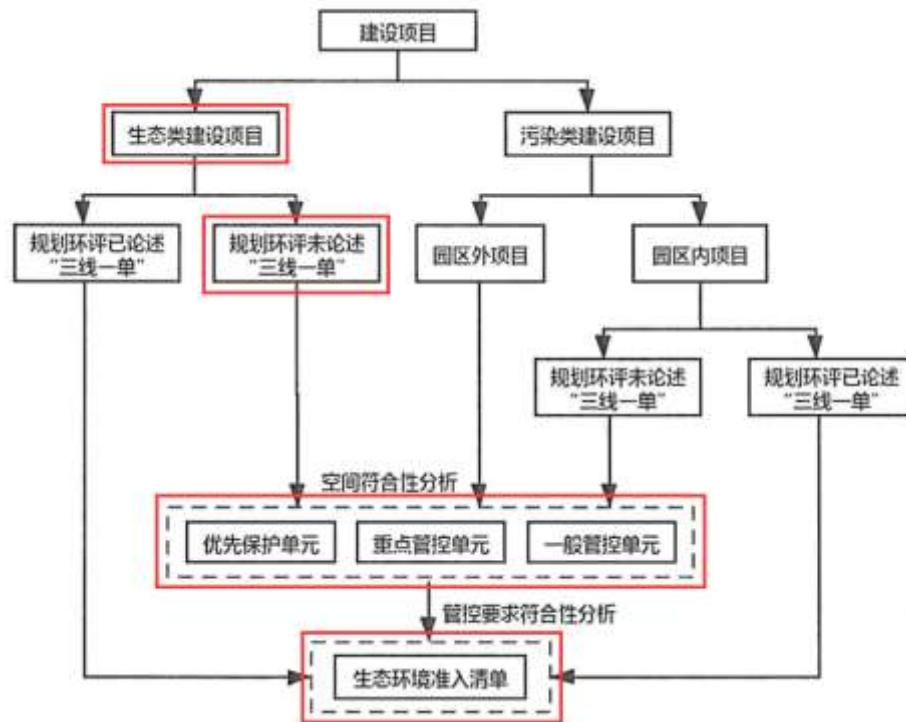 建设项目
生态类建设项目
污染类建设项目
规划环评已论述
“三线一单”
规划环评未论述
“三线一单”
园区外项目
园区内项目
规划环评未论述
“三线一单”
规划环评已论述
“三线一单”
空间符合性分析
优先保护单元
重点管控单元
一般管控单元
管控要求符合性分析
生态环境准入清单